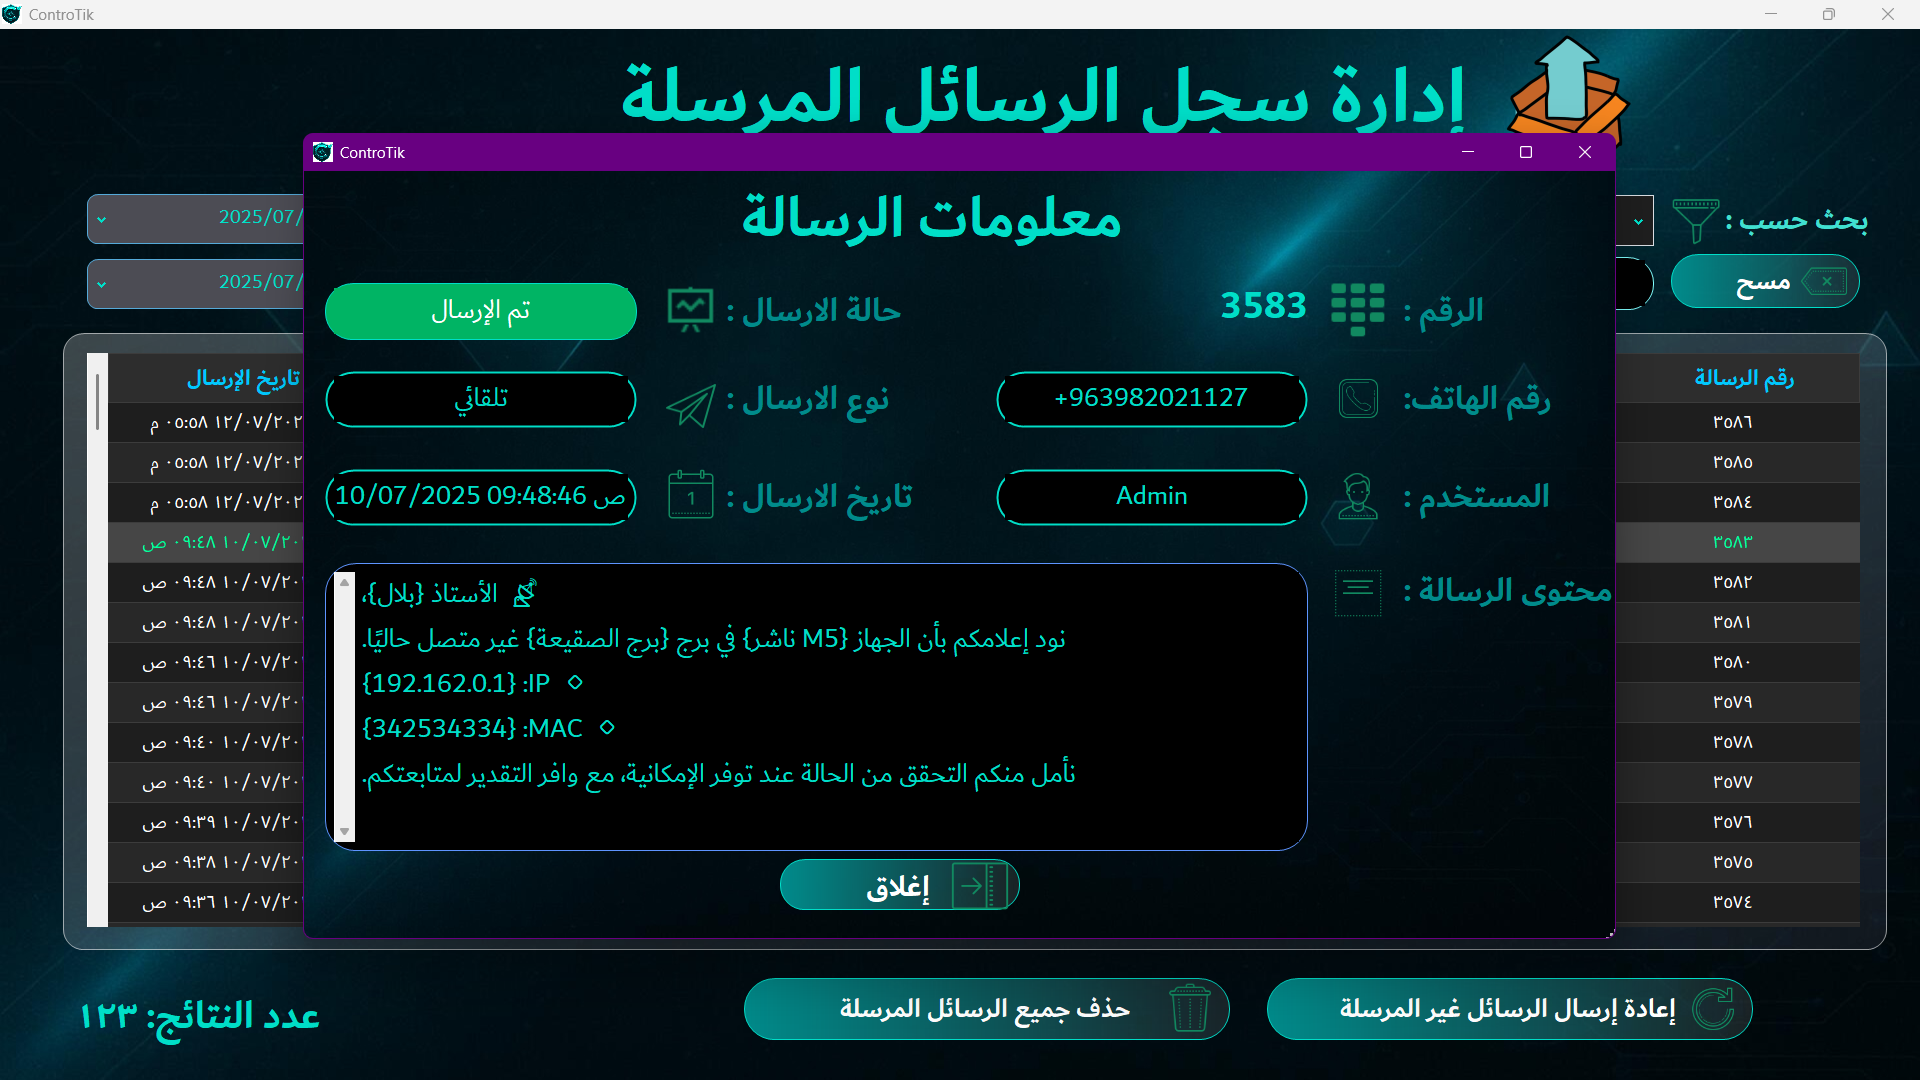 ControTik
إدارة سجل الرسائل المرسلة
ControTik
بحث حسب :
2025/07/
مسح
2025/07/
معلومات الرسالة
الرقم : 3583
حالة الارسال : تم الإرسال
رقم الهاتف: +963982021127
نوع الارسال : تلقائي
المستخدم : Admin
تاريخ الارسال : 10/07/2025 09:48:46 ص
محتوى الرسالة :
الأستاذ {بلال}،
نود إعلامكم بأن الجهاز {M5 ناشر} في برج {برج الصقيعة} غير متصل حاليًا.
IP: {192.162.0.1}
MAC: {342534334}
نأمل منكم التحقق من الحالة عند توفر الإمكانية، مع وافر التقدير لمتابعتكم.
إغلاق
رقم الرسالة تاريخ الإرسال
٣٥٨٦ ١٢/٠٧/٢٠٢ ٠٥:٥٨ م
٣٥٨٥ ١٢/٠٧/٢٠٢ ٠٥:٥٨ م
٣٥٨٤ ١٢/٠٧/٢٠٢ ٠٥:٥٨ م
٣٥٨٣ ١٠/٠٧/٢٠ ٠٩:٤٨ ص
٣٥٨٢ ١٠/٠٧/٢٠ ٠٩:٤٨ ص
٣٥٨١ ١٠/٠٧/٢٠ ٠٩:٤٨ ص
٣٥٨٠ ١٠/٠٧/٢٠ ٠٩:٤٦ ص
٣٥٧٩ ١٠/٠٧/٢٠ ٠٩:٤٦ ص
٣٥٧٨ ١٠/٠٧/٢٠ ٠٩:٤٠ ص
٣٥٧٧ ١٠/٠٧/٢٠ ٠٩:٤٠ ص
٣٥٧٦ ١٠/٠٧/٢٠ ٠٩:٣٩ ص
٣٥٧٥ ١٠/٠٧/٢٠ ٠٩:٣٨ ص
٣٥٧٤ ١٠/٠٧/٢٠ ٠٩:٣٦ ص
إعادة إرسال الرسائل غير المرسلة
حذف جميع الرسائل المرسلة
عدد النتائج: ١٢٣